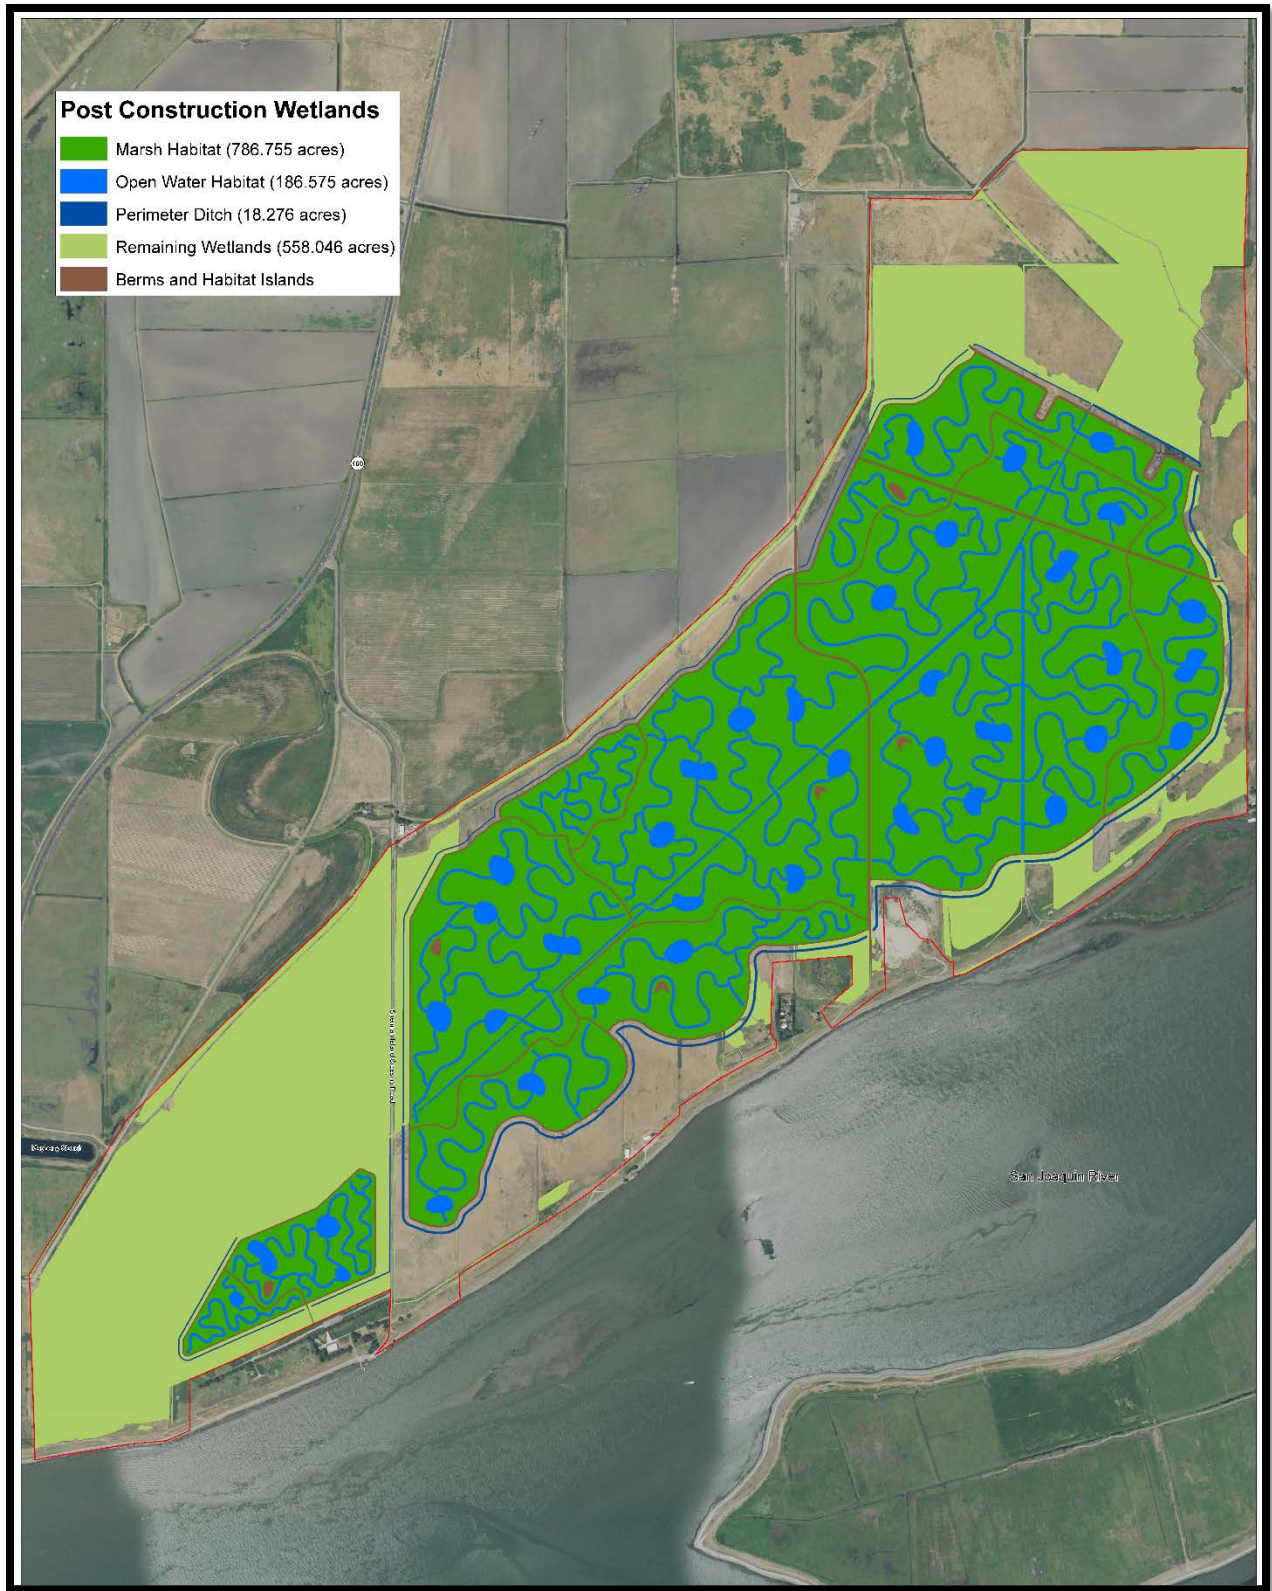 Post Construction Wetlands
Marsh Habitat (786.755 acres)
Open Water Habitat (186.575 acres)
Perimeter Ditch (18.276 acres)
Remaining Wetlands (558.046 acres)
Berms and Habitat Islands
160
San Joaquin River